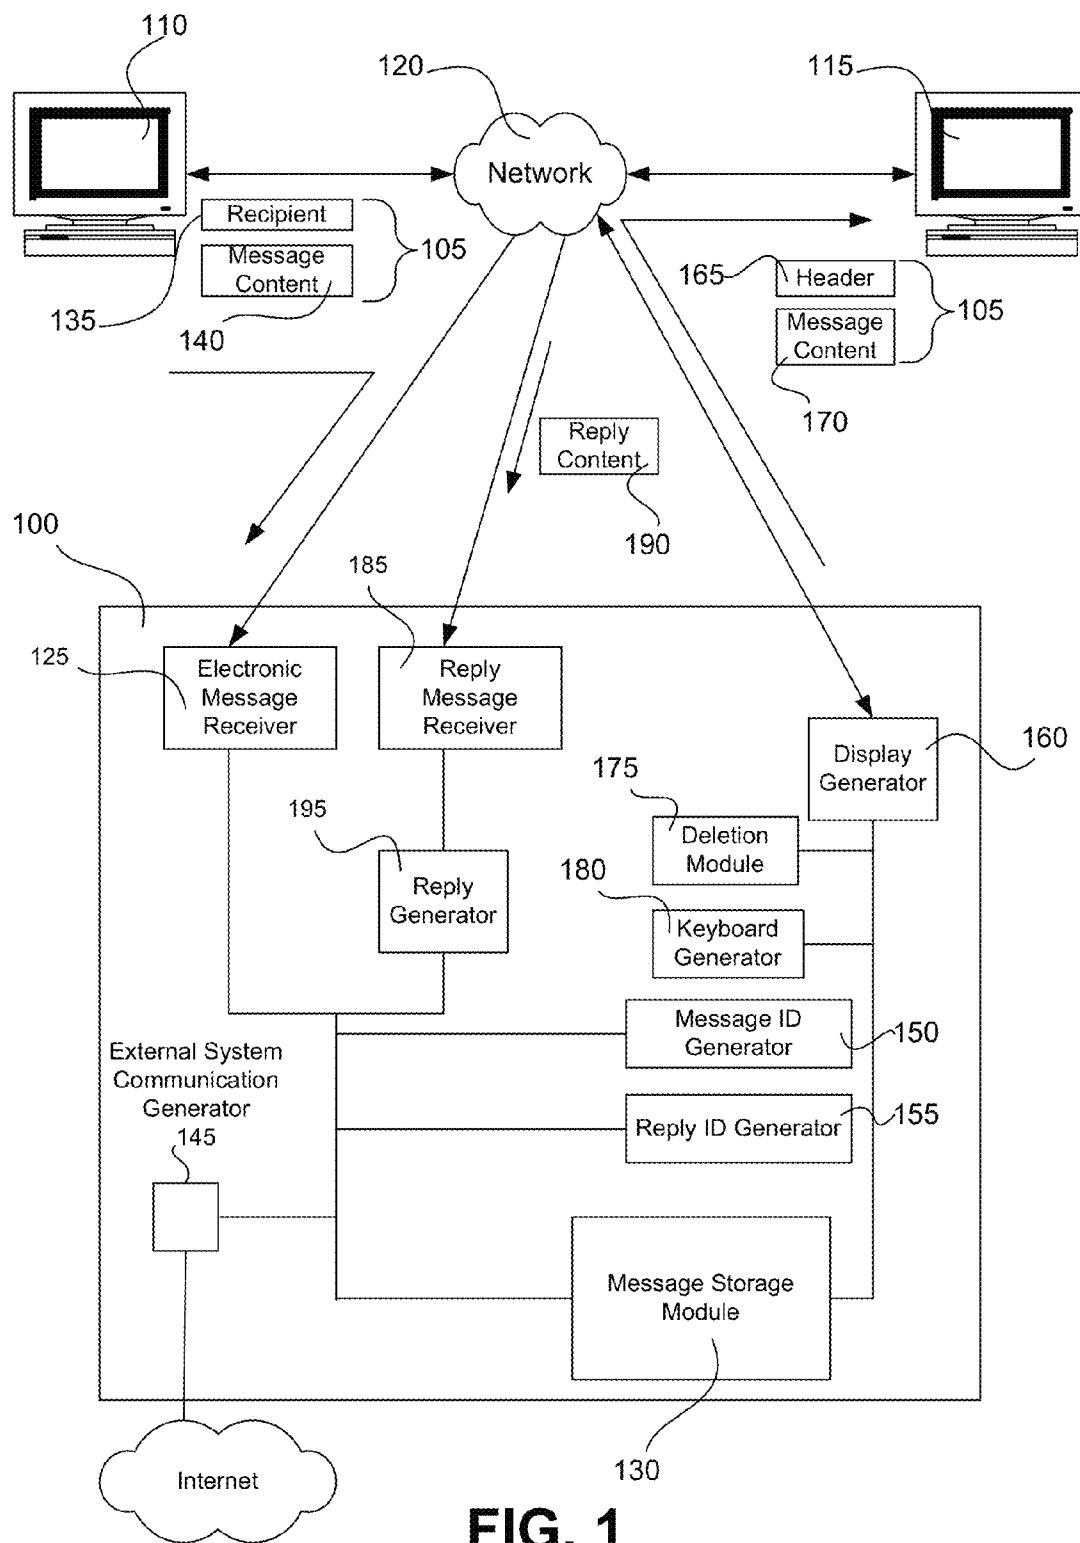 110
120
115
Network
Recipient
Message
Content
105
135
140
165
Header
Message
Content
105
170
Reply
Content
190
100
185
125
Electronic
Message
Receiver
Reply
Message
Receiver
160
Display
Generator
175
Deletion
Module
195
Reply
Generator
180
Keyboard
Generator
Message ID
Generator
150
External System
Communication
Generator
145
Reply ID Generator
155
Message Storage
Module
130
Internet
FIG. 1